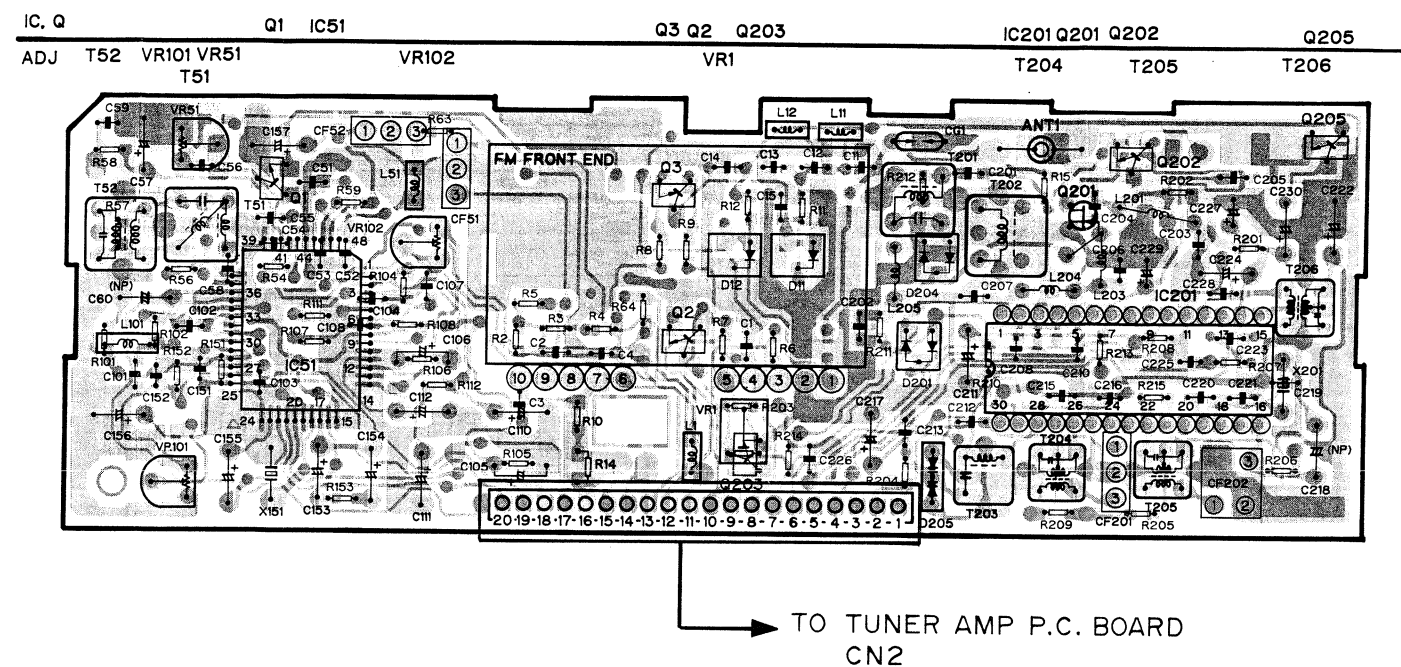 IC. Q Q1 IC51 Q3 Q2 Q203 IC201 Q201 Q202 Q205
ADJ T52 VR101 VR51 VR102 VR1 T204 T205 T206
T51
C59 VR51 C157 CF52 1 2 3 R63 L12 L11 CG1 ANT1 Q205
R58 C57 C56 C51 R59 L51 1 2 3 FM FRONT END Q3 C14 C13 C12 C11 R212 T201 C201 T202 R15 Q202 R202 C205 C230 C222
T52 R57 T51 Q1 C55 C54 VR102 CF51 R12 C15 R11 R9 R8 Q201 C204 L201 C227 C203
39 48 41 44 R54 C53 C52 R104 C107 D12 D11 D204 C206 C229 R201 C224 T206
R56 (NP) C60 C58 36 3 C104 R111 R5 R64 C202 L205 C207 L204 L203 IC201 C228
L101 C102 R102 33 R107 C108 6 R108 R3 R4 Q2 R7 C1 R2 R6 R211 1 3 5 7 9 11 13 15
R101 C101 R152 R151 30 9 C106 C2 C4 R213 R208 C223
C152 C151 27 IC51 12 R106 D201 R210 C208 C210 C225 R207 X201
25 C103 R112 10 9 8 7 6 5 4 3 2 1 C215 C216 R215 C220 C221 C219
C156 24 20 17 15 14 C112 C110 C3 R10 VR1 R203 C217 C211 C212 30 28 26 24 22 20 18 16
VR101 C155 C154 C105 R105 R14 L1 R214 C226 C213 T204 1 2 3 R206 (NP)
X151 C153 R153 C111 Q203 R204 CF202 1 2 3 C218
20-19-18-17-16-15-14-13-12-11-10-9-8-7-6-5-4-3-2-1 D205 T203 R209 CF201 R205 T205
TO TUNER AMP P.C. BOARD
CN2